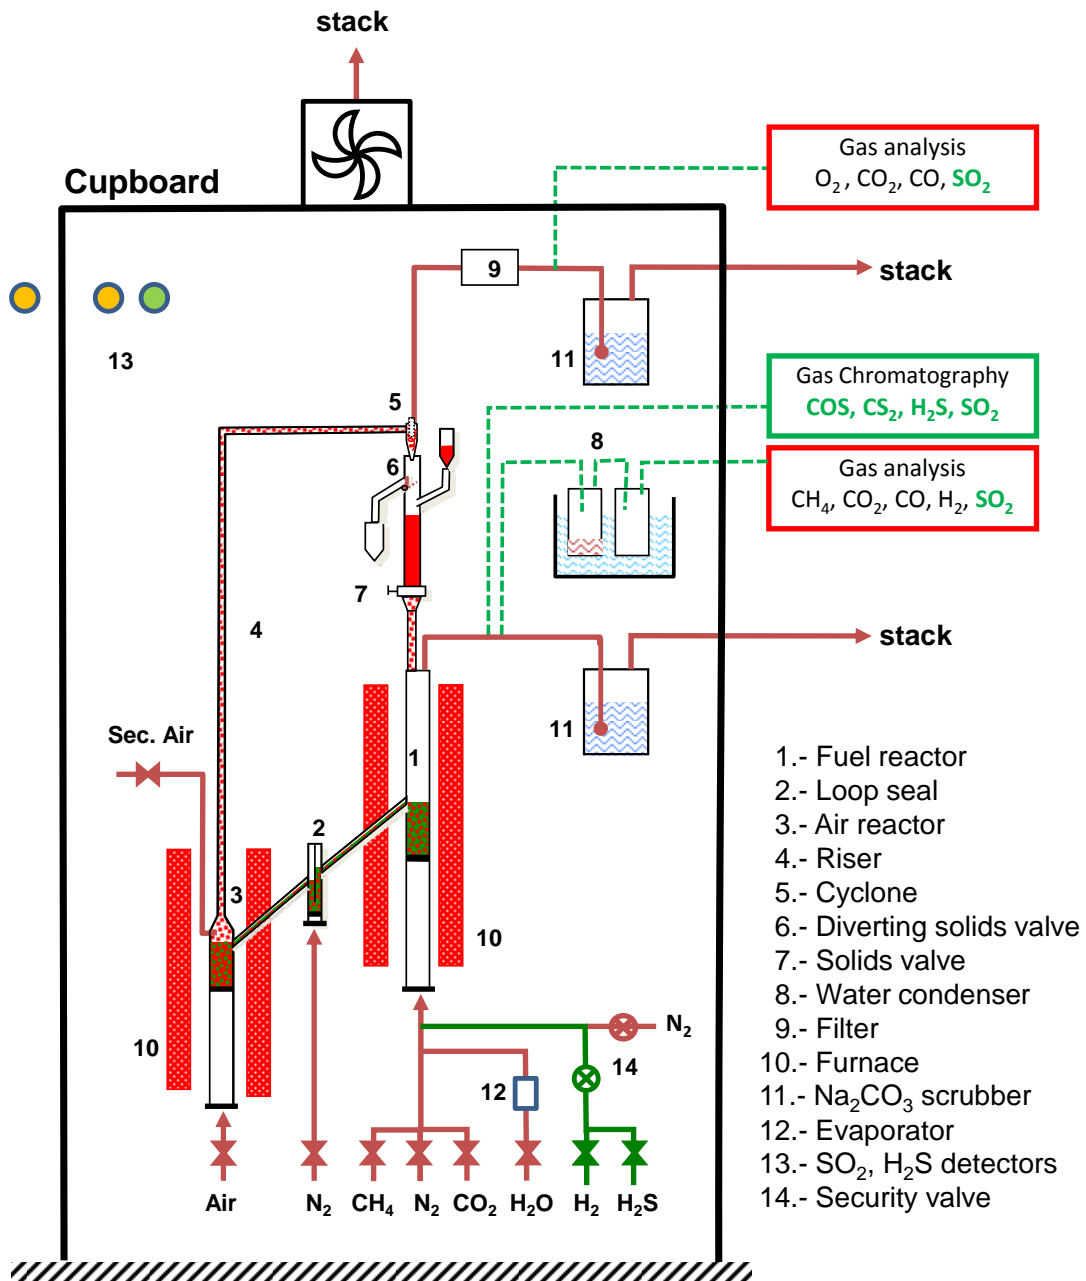 stack
Cupboard
Gas analysis
O₂ , CO₂, CO, SO₂
9
stack
13
11
5
Gas Chromatography
COS, CS₂, H₂S, SO₂
8
6
Gas analysis
CH₄, CO₂, CO, H₂, SO₂
7
4
stack
11
Sec. Air
1
2
3
10
10
N₂
14
12
Air
N₂
CH₄
N₂
CO₂
H₂O
H₂
H₂S
1.- Fuel reactor
2.- Loop seal
3.- Air reactor
4.- Riser
5.- Cyclone
6.- Diverting solids valve
7.- Solids valve
8.- Water condenser
9.- Filter
10.- Furnace
11.- Na₂CO₃ scrubber
12.- Evaporator
13.- SO₂, H₂S detectors
14.- Security valve